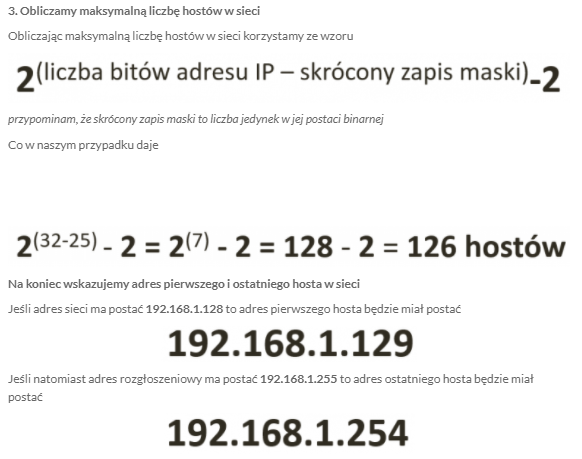 3. Obliczamy maksymalną liczbę hostów w sieci
Obliczając maksymalną liczbę hostów w sieci korzystamy ze wzoru
2(liczba bitów adresu IP – skrócony zapis maski)-2
przypominam, że skrócony zapis maski to liczba jedynek w jej postaci binarnej
Co w naszym przypadku daje
2(32-25) - 2 = 2(7) - 2 = 128 - 2 = 126 hostów
Na koniec wskazujemy adres pierwszego i ostatniego hosta w sieci
Jeśli adres sieci ma postać 192.168.1.128 to adres pierwszego hosta będzie miał postać
192.168.1.129
Jeśli natomiast adres rozgłoszeniowy ma postać 192.168.1.255 to adres ostatniego hosta będzie miał
postać
192.168.1.254